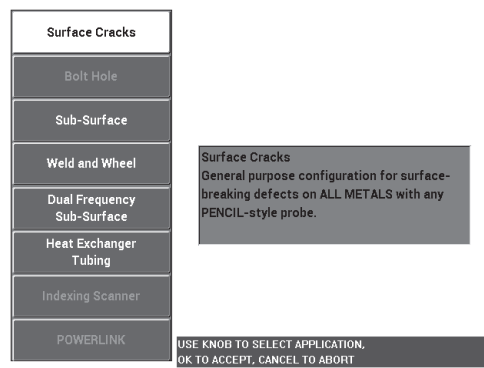 Surface Cracks
Bolt Hole
Sub-Surface
Weld and Wheel
Dual Frequency
Sub-Surface
Heat Exchanger
Tubing
Indexing Scanner
POWERLINK
Surface Cracks
General purpose configuration for surface-
breaking defects on ALL METALS with any
PENCIL-style probe.
USE KNOB TO SELECT APPLICATION,
OK TO ACCEPT, CANCEL TO ABORT